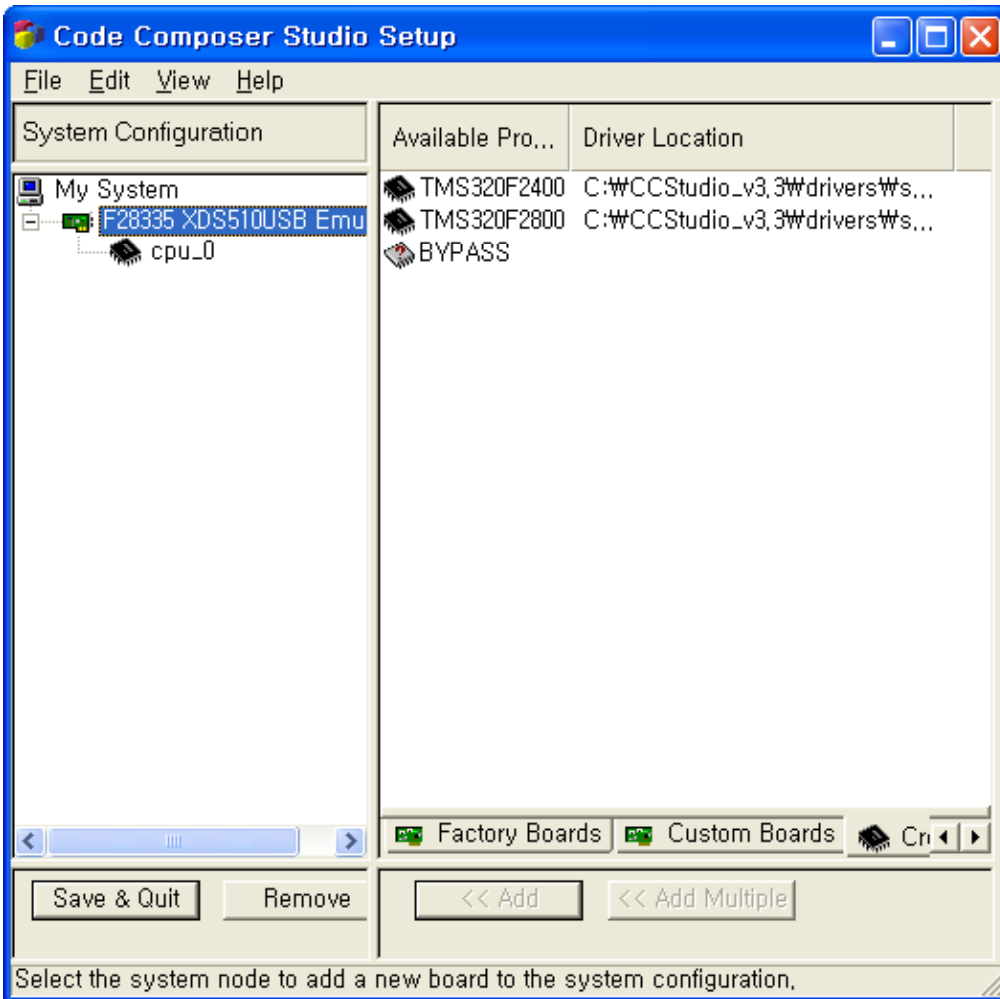 Code Composer Studio Setup
File Edit View Help
System Configuration
Available Pro... Driver Location
My System
F28335 XDS510USB Emu
cpu_0
TMS320F2400 C:₩CCStudio_v3.3₩drivers₩s...
TMS320F2800 C:₩CCStudio_v3.3₩drivers₩s...
BYPASS
Factory Boards Custom Boards
Save & Quit Remove << Add << Add Multiple
Select the system node to add a new board to the system configuration.